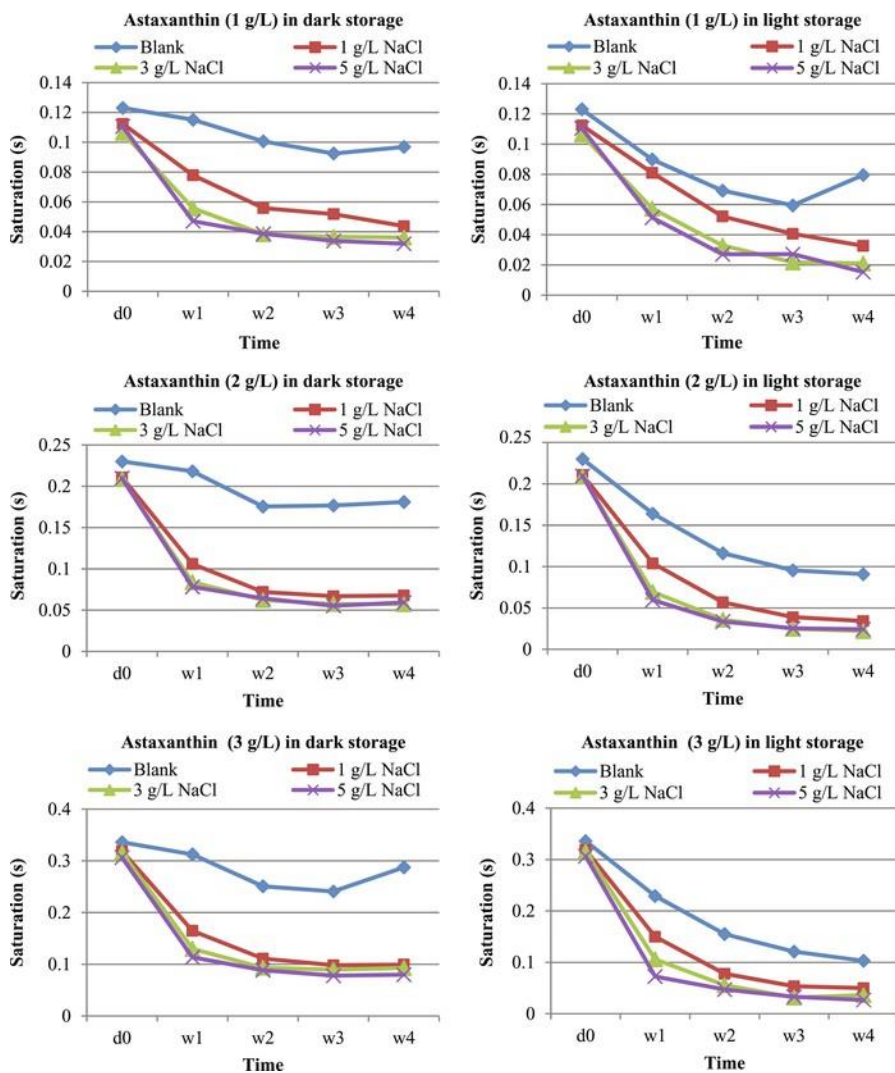 Astaxanthin (1 g/L) in dark storage
Blank 1 g/L NaCl
3 g/L NaCl 5 g/L NaCl
0.14
0.12
0.1
0.08
0.06
0.04
0.02
0
Saturation (s)
d0 w1 w2 w3 w4
Time
Astaxanthin (1 g/L) in light storage
Blank 1 g/L NaCl
3 g/L NaCl 5 g/L NaCl
0.14
0.12
0.1
0.08
0.06
0.04
0.02
0
Saturation (s)
d0 w1 w2 w3 w4
Time
Astaxanthin (2 g/L) in dark storage
Blank 1 g/L NaCl
3 g/L NaCl 5 g/L NaCl
0.25
0.2
0.15
0.1
0.05
0
Saturation (s)
d0 w1 w2 w3 w4
Time
Astaxanthin (2 g/L) in light storage
Blank 1 g/L NaCl
3 g/L NaCl 5 g/L NaCl
0.25
0.2
0.15
0.1
0.05
0
Saturation (s)
d0 w1 w2 w3 w4
Time
Astaxanthin (3 g/L) in dark storage
Blank 1 g/L NaCl
3 g/L NaCl 5 g/L NaCl
0.4
0.3
0.2
0.1
0
Saturation (s)
d0 w1 w2 w3 w4
Time
Astaxanthin (3 g/L) in light storage
Blank 1 g/L NaCl
3 g/L NaCl 5 g/L NaCl
0.4
0.3
0.2
0.1
0
Saturation (s)
d0 w1 w2 w3 w4
Time